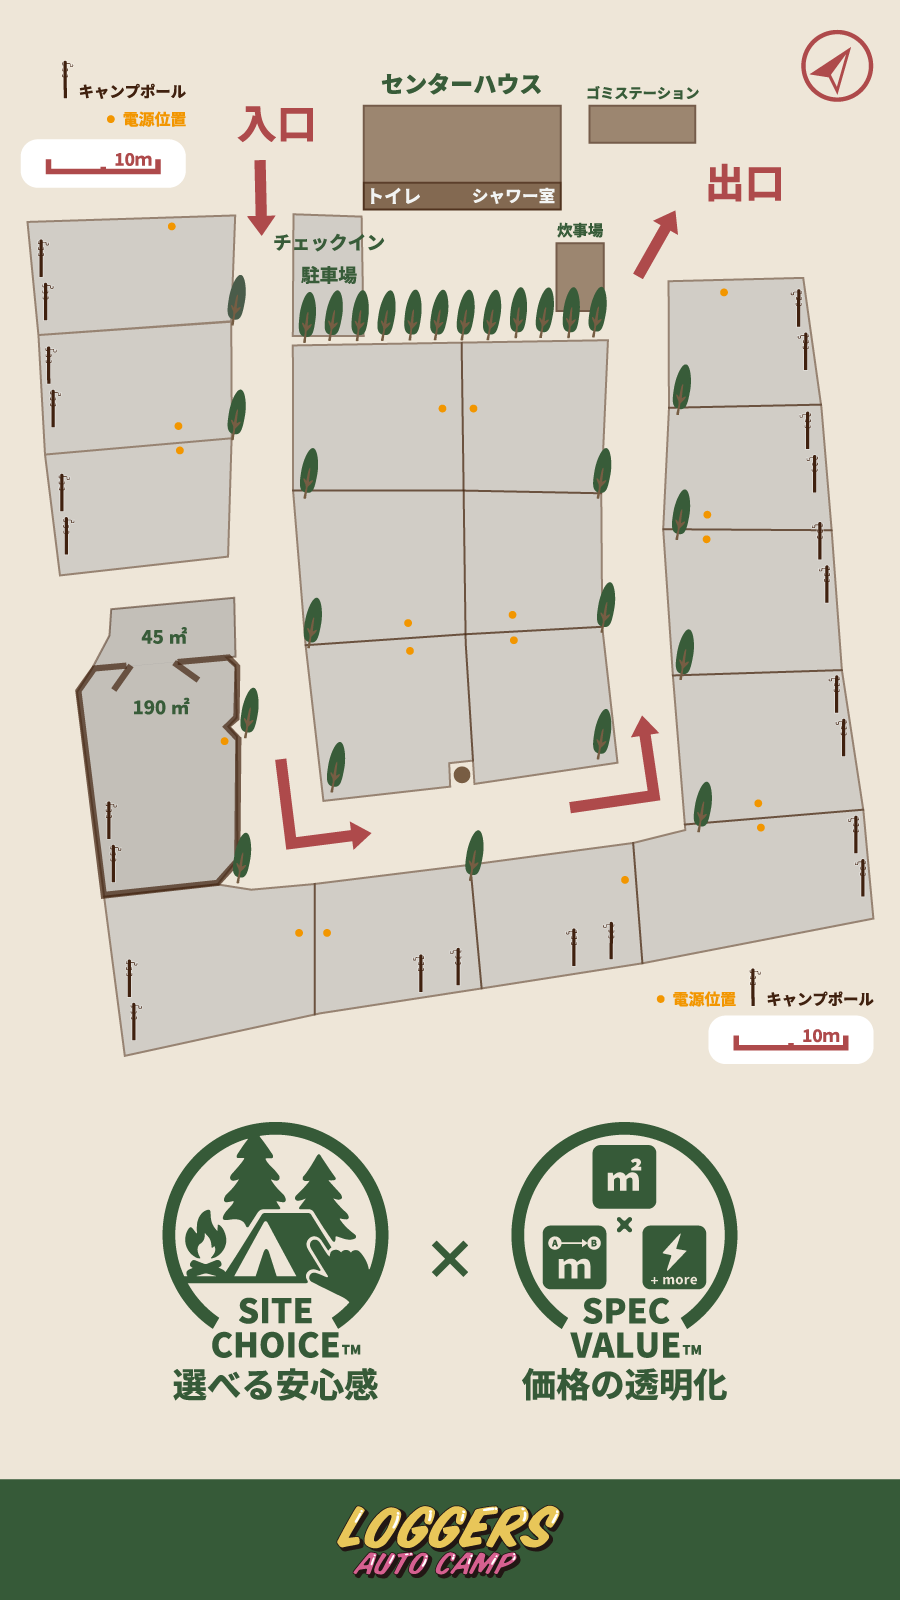 キャンプポール
電源位置
10m
入口
センターハウス
トイレ
シャワー室
ゴミステーション
出口
炊事場
チェックイン
駐車場
45 ㎡
190 ㎡
電源位置
キャンプポール
10m
SITE
CHOICE™
選べる安心感
×
m²
×
A B
m
+ more
SPEC
VALUE™
価格の透明化
LOGGERS
AUTO CAMP